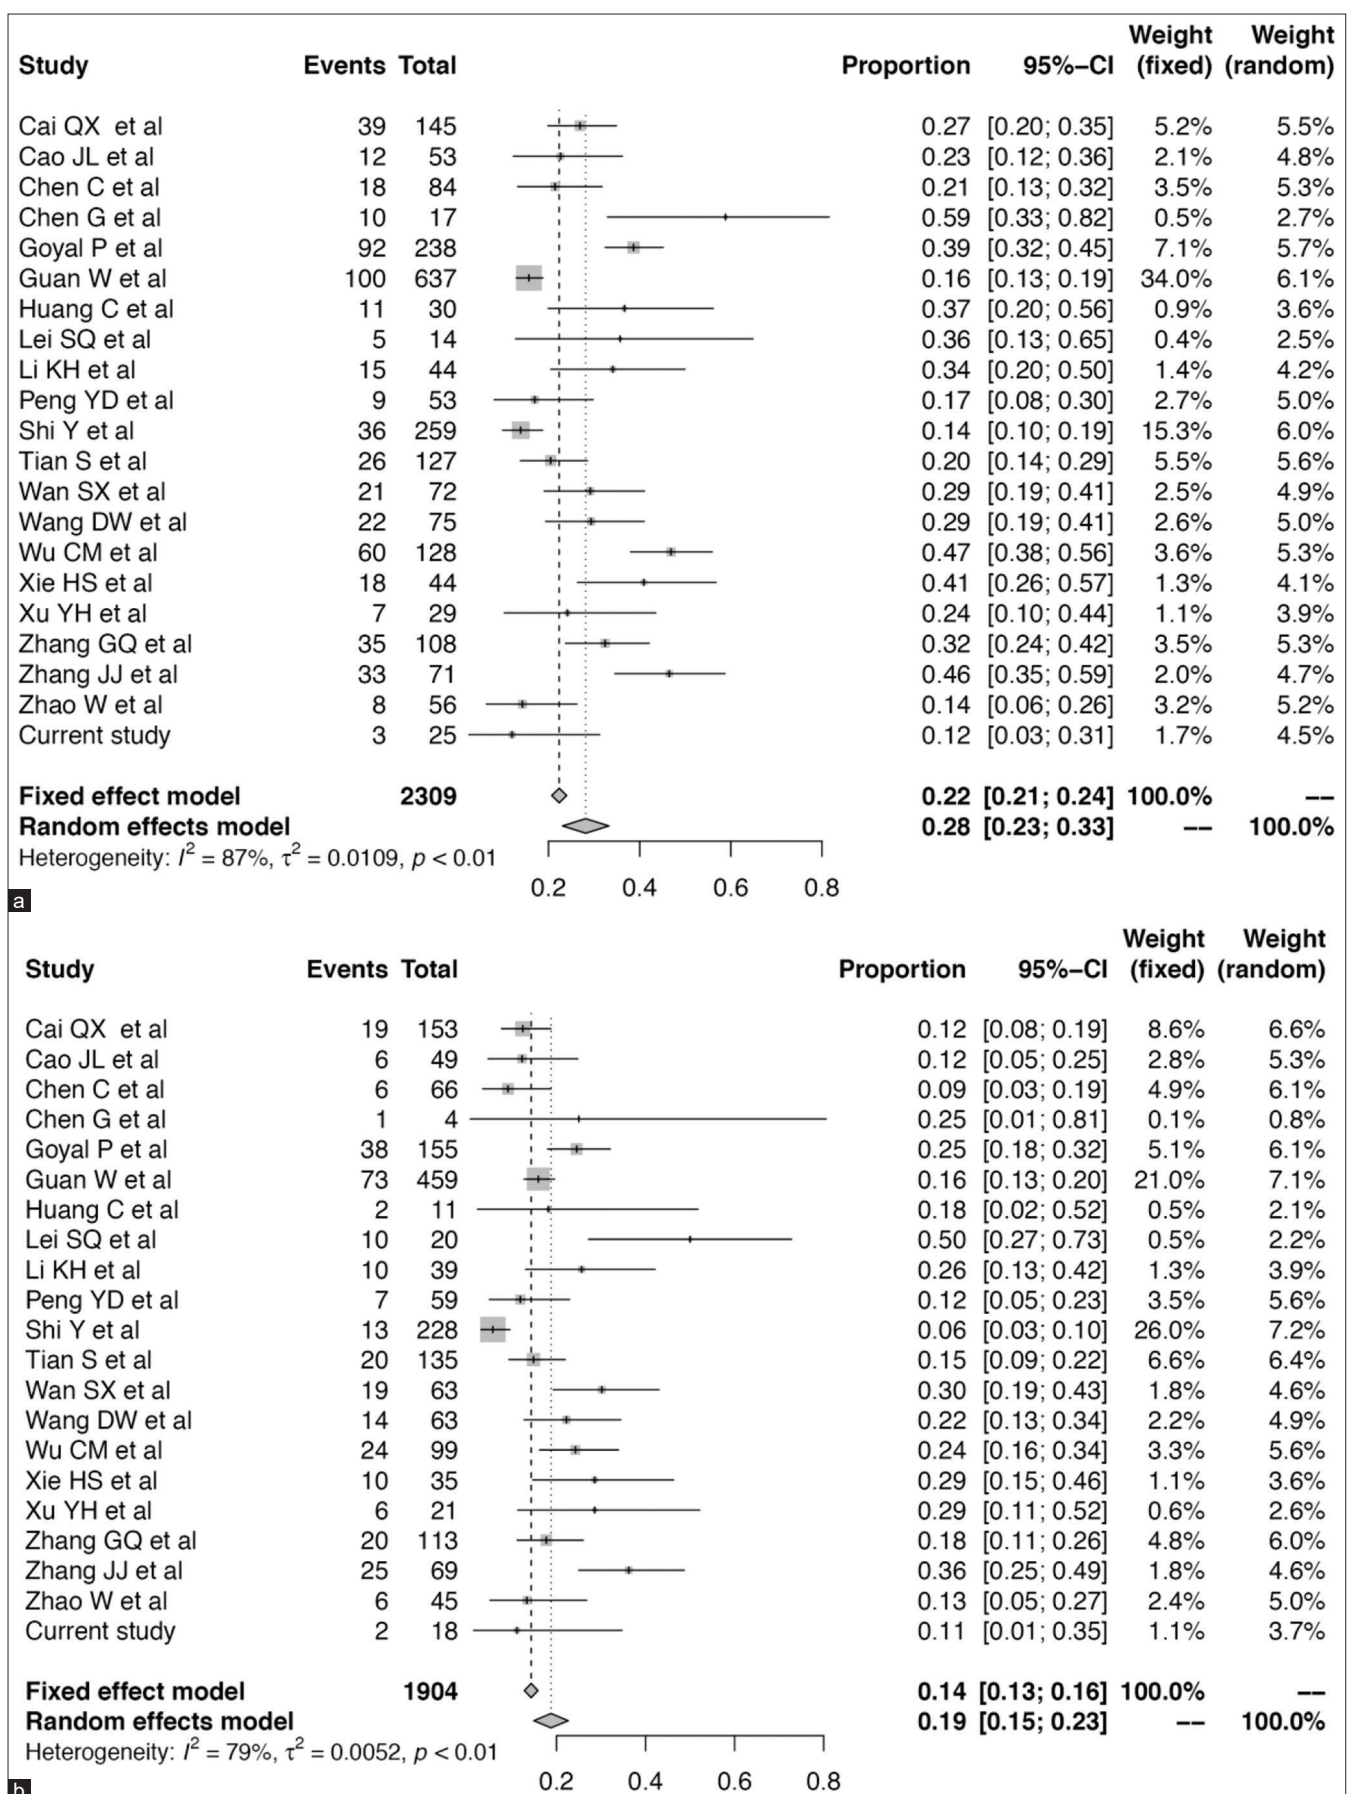 Study Events Total Proportion 95%–CI Weight (fixed) Weight (random)
Cai QX et al 39 145 0.27 [0.20; 0.35] 5.2% 5.5%
Cao JL et al 12 53 0.23 [0.12; 0.36] 2.1% 4.8%
Chen C et al 18 84 0.21 [0.13; 0.32] 3.5% 5.3%
Chen G et al 10 17 0.59 [0.33; 0.82] 0.5% 2.7%
Goyal P et al 92 238 0.39 [0.32; 0.45] 7.1% 5.7%
Guan W et al 100 637 0.16 [0.13; 0.19] 34.0% 6.1%
Huang C et al 11 30 0.37 [0.20; 0.56] 0.9% 3.6%
Lei SQ et al 5 14 0.36 [0.13; 0.65] 0.4% 2.5%
Li KH et al 15 44 0.34 [0.20; 0.50] 1.4% 4.2%
Peng YD et al 9 53 0.17 [0.08; 0.30] 2.7% 5.0%
Shi Y et al 36 259 0.14 [0.10; 0.19] 15.3% 6.0%
Tian S et al 26 127 0.20 [0.14; 0.29] 5.5% 5.6%
Wan SX et al 21 72 0.29 [0.19; 0.41] 2.5% 4.9%
Wang DW et al 22 75 0.29 [0.19; 0.41] 2.6% 5.0%
Wu CM et al 60 128 0.47 [0.38; 0.56] 3.6% 5.3%
Xie HS et al 18 44 0.41 [0.26; 0.57] 1.3% 4.1%
Xu YH et al 7 29 0.24 [0.10; 0.44] 1.1% 3.9%
Zhang GQ et al 35 108 0.32 [0.24; 0.42] 3.5% 5.3%
Zhang JJ et al 33 71 0.46 [0.35; 0.59] 2.0% 4.7%
Zhao W et al 8 56 0.14 [0.06; 0.26] 3.2% 5.2%
Current study 3 25 0.12 [0.03; 0.31] 1.7% 4.5%
Fixed effect model 2309 0.22 [0.21; 0.24] 100.0% −−
Random effects model 0.28 [0.23; 0.33] −− 100.0%
Heterogeneity: I² = 87%, τ² = 0.0109, p < 0.01
0.2 0.4 0.6 0.8
a
Study Events Total Proportion 95%–CI Weight (fixed) Weight (random)
Cai QX et al 19 153 0.12 [0.08; 0.19] 8.6% 6.6%
Cao JL et al 6 49 0.12 [0.05; 0.25] 2.8% 5.3%
Chen C et al 6 66 0.09 [0.03; 0.19] 4.9% 6.1%
Chen G et al 1 4 0.25 [0.01; 0.81] 0.1% 0.8%
Goyal P et al 38 155 0.25 [0.18; 0.32] 5.1% 6.1%
Guan W et al 73 459 0.16 [0.13; 0.20] 21.0% 7.1%
Huang C et al 2 11 0.18 [0.02; 0.52] 0.5% 2.1%
Lei SQ et al 10 20 0.50 [0.27; 0.73] 0.5% 2.2%
Li KH et al 10 39 0.26 [0.13; 0.42] 1.3% 3.9%
Peng YD et al 7 59 0.12 [0.05; 0.23] 3.5% 5.6%
Shi Y et al 13 228 0.06 [0.03; 0.10] 26.0% 7.2%
Tian S et al 20 135 0.15 [0.09; 0.22] 6.6% 6.4%
Wan SX et al 19 63 0.30 [0.19; 0.43] 1.8% 4.6%
Wang DW et al 14 63 0.22 [0.13; 0.34] 2.2% 4.9%
Wu CM et al 24 99 0.24 [0.16; 0.34] 3.3% 5.6%
Xie HS et al 10 35 0.29 [0.15; 0.46] 1.1% 3.6%
Xu YH et al 6 21 0.29 [0.11; 0.52] 0.6% 2.6%
Zhang GQ et al 20 113 0.18 [0.11; 0.26] 4.8% 6.0%
Zhang JJ et al 25 69 0.36 [0.25; 0.49] 1.8% 4.6%
Zhao W et al 6 45 0.13 [0.05; 0.27] 2.4% 5.0%
Current study 2 18 0.11 [0.01; 0.35] 1.1% 3.7%
Fixed effect model 1904 0.14 [0.13; 0.16] 100.0% −−
Random effects model 0.19 [0.15; 0.23] −− 100.0%
Heterogeneity: I² = 79%, τ² = 0.0052, p < 0.01
0.2 0.4 0.6 0.8
b